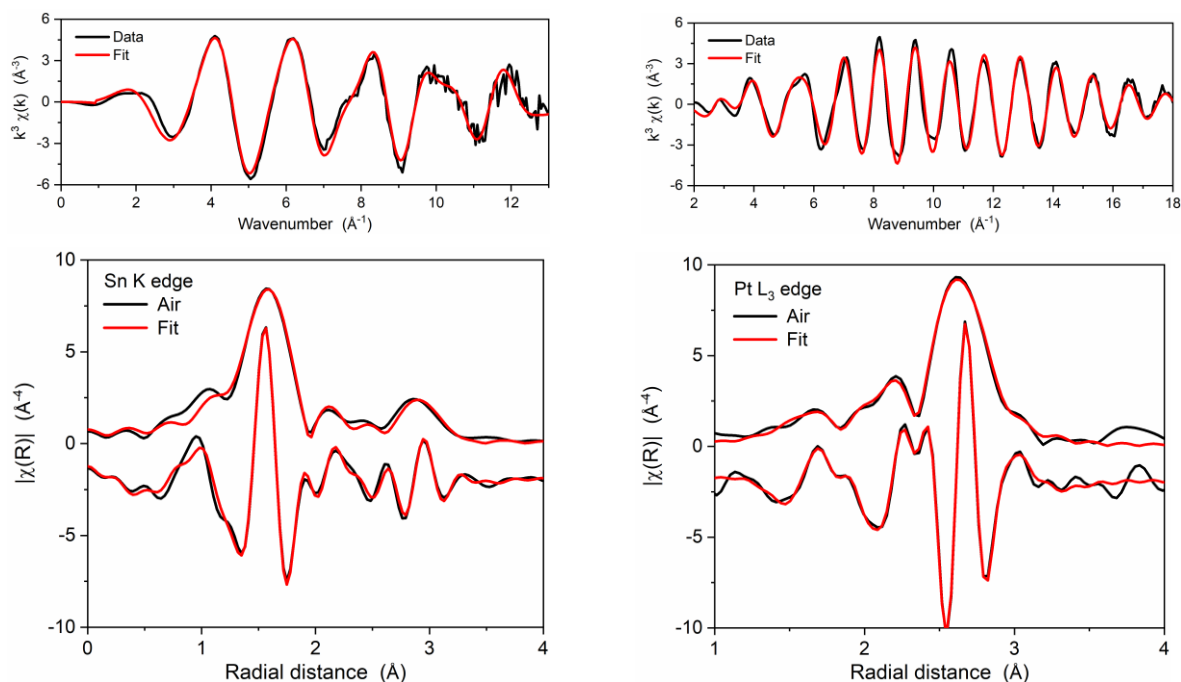 6
3
0
-3
-6
k³ χ(k) (Å⁻³)
Data
Fit
0 2 4 6 8 10 12
Wavenumber (Å⁻¹)
6
3
0
-3
-6
k³ χ(k) (Å⁻³)
Data
Fit
2 4 6 8 10 12 14 16 18
Wavenumber (Å⁻¹)
10
5
0
-5
-10
|χ(R)| (Å⁻⁴)
Sn K edge
Air
Fit
0 1 2 3 4
Radial distance (Å)
10
5
0
-5
-10
|χ(R)| (Å⁻⁴)
Pt L₃ edge
Air
Fit
1 2 3 4
Radial distance (Å)